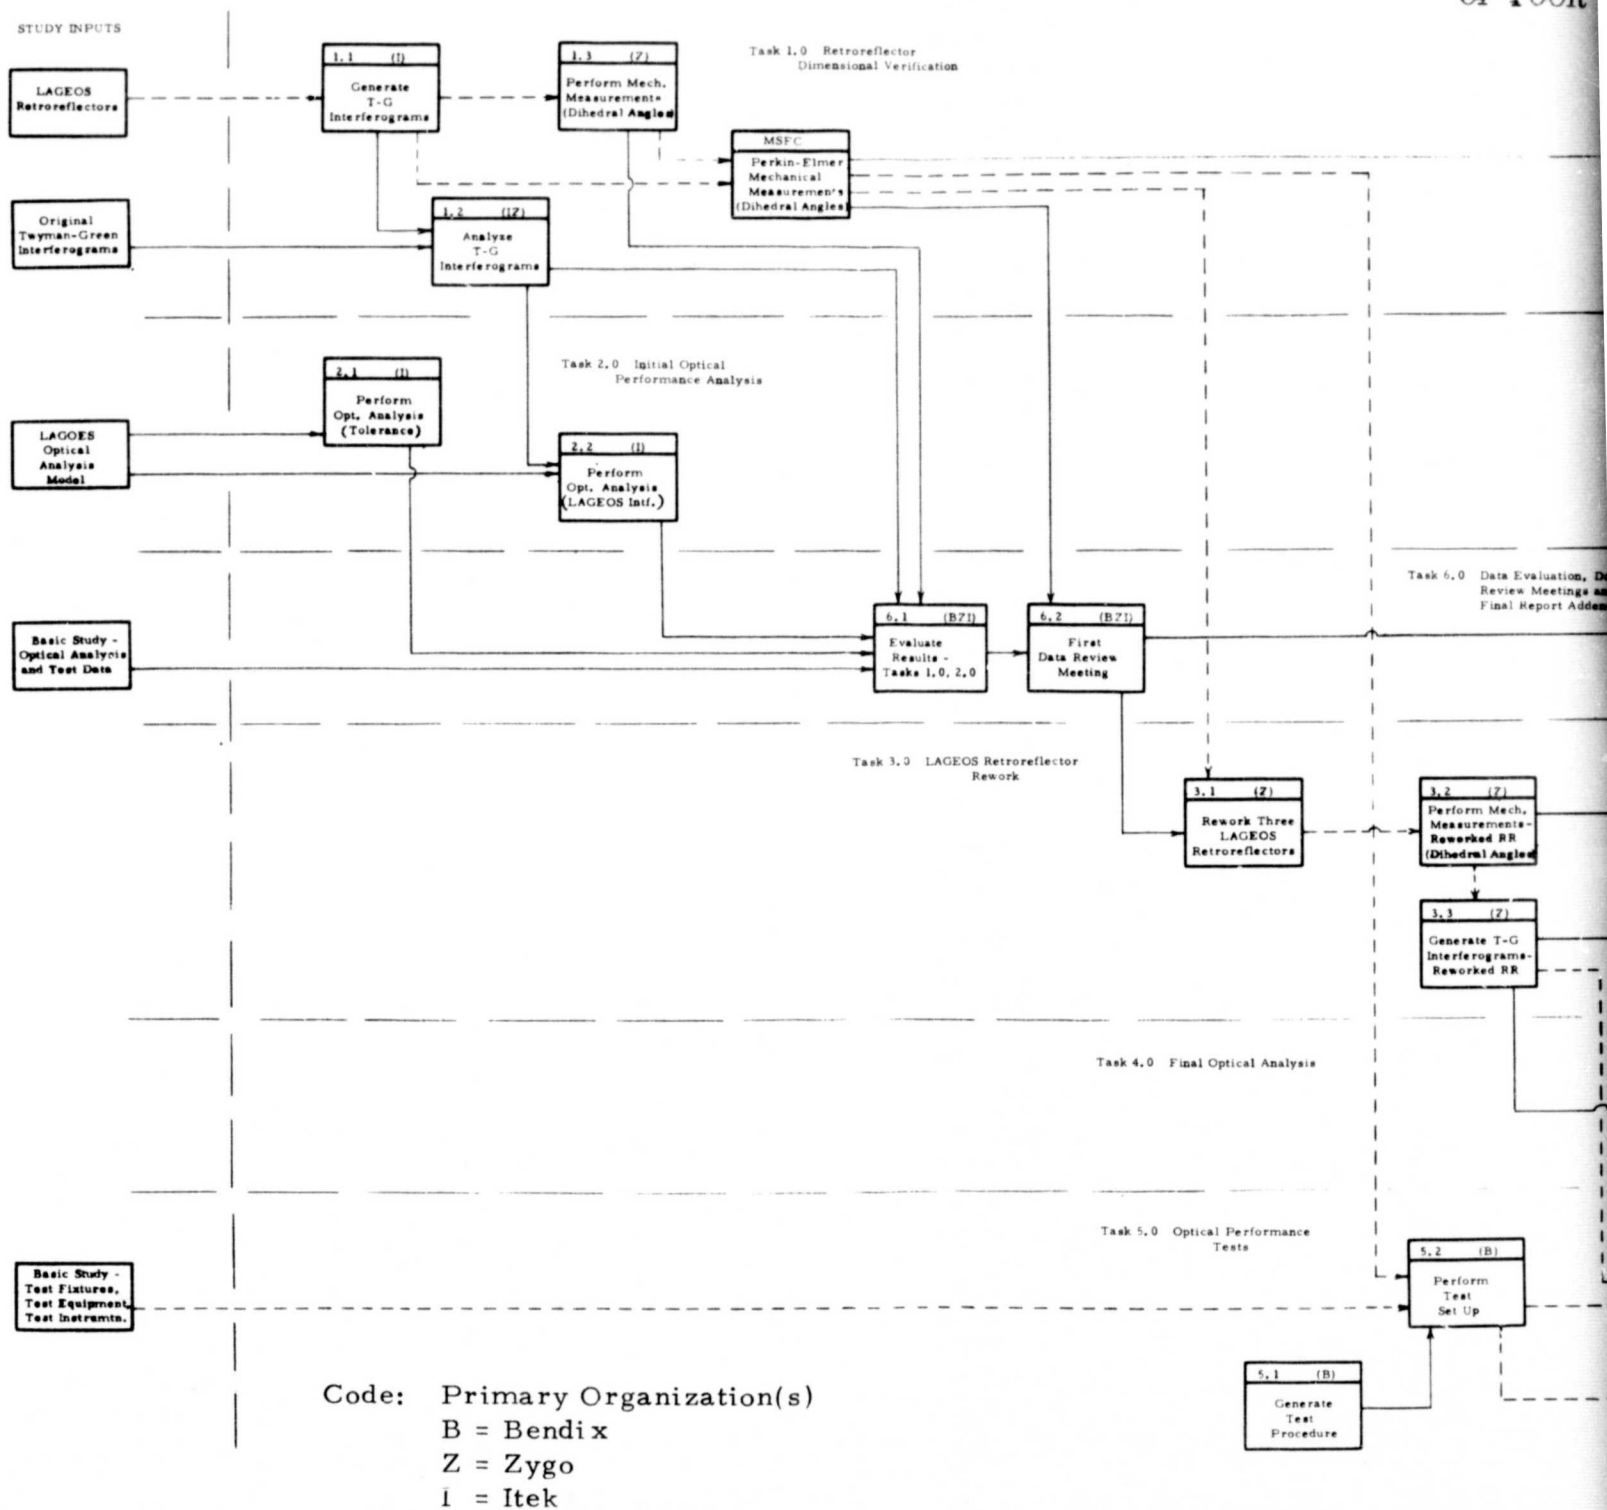 STUDY INPUTS
LAGEOS
Retroreflectors
1.1 (I)
Generate
T-G
Interferograms
1.3 (Z)
Perform Mech.
Measurements
(Dihedral Angles)
Task 1.0 Retroreflector
Dimensional Verification
MSFC
Perkin-Elmer
Mechanical
Measurements
(Dihedral Angles)
Original
Twyman-Green
Interferograms
1.2 (IZ)
Analyze
T-G
Interferograms
Task 2.0 Initial Optical
Performance Analysis
2.1 (I)
Perform
Opt. Analysis
(Tolerance)
LAGOES
Optical
Analysis
Model
2.2 (I)
Perform
Opt. Analysis
(LAGEOS Intf.)
Task 6.0 Data Evaluation,
Review Meetings
Final Report
Basic Study -
Optical Analysis
and Test Data
6.1 (BZI)
Evaluate
Results -
Tasks 1.0, 2.0
6.2 (BZI)
First
Data Review
Meeting
Task 3.0 LAGEOS Retroreflector
Rework
3.1 (Z)
Rework Three
LAGEOS
Retroreflectors
3.2 (Z)
Perform Mech.
Measurements-
Reworked RR
(Dihedral Angles)
3.3 (Z)
Generate T-G
Interferograms-
Reworked RR
Task 4.0 Final Optical Analysis
Task 5.0 Optical Performance
Tests
Basic Study -
Test Fixtures,
Test Equipment
Test Instramtn.
5.2 (B)
Perform
Test
Set Up
5.1 (B)
Generate
Test
Procedure
Code: Primary Organization(s)
B = Bendix
Z = Zygo
I = Itek